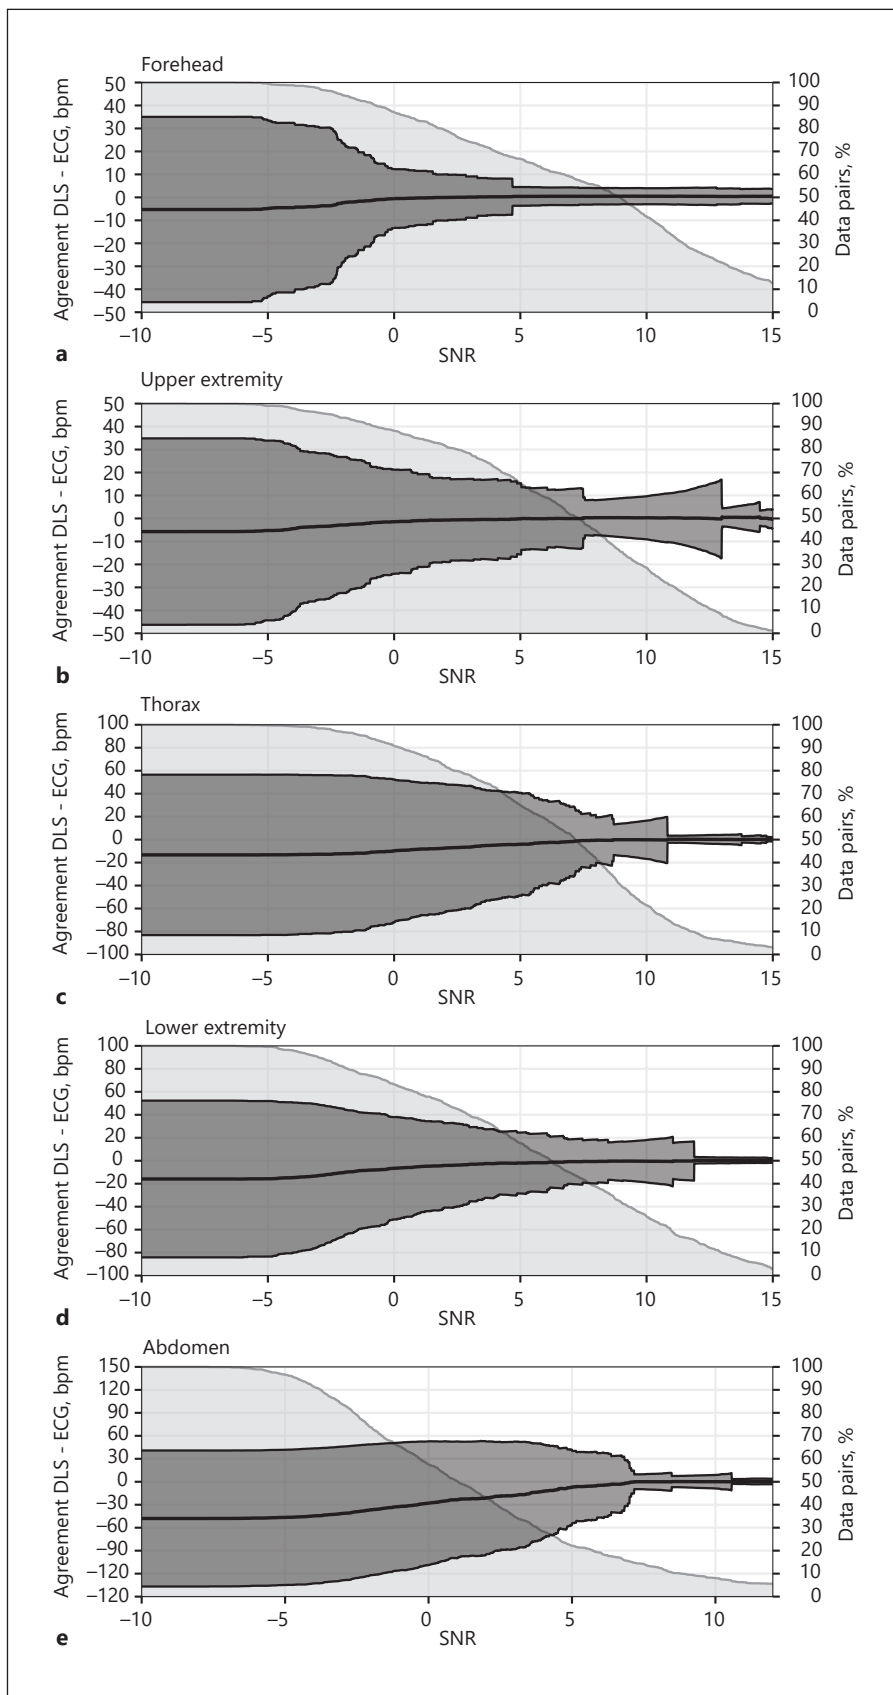 Forehead
Agreement DLS - ECG, bpm
50 100
40 90
30 80
20 70
10 60
0 50
−10 40
−20 30
−30 20
−40 10
−50 0
Data pairs, %
−10 −5 0 5 10 15
SNR
a
Upper extremity
Agreement DLS - ECG, bpm
50 100
40 90
30 80
20 70
10 60
0 50
−10 40
−20 30
−30 20
−40 10
−50 0
Data pairs, %
−10 −5 0 5 10 15
SNR
b
Thorax
Agreement DLS - ECG, bpm
100 100
80 90
60 80
40 70
20 60
0 50
−20 40
−40 30
−60 20
−80 10
−100 0
Data pairs, %
−10 −5 0 5 10 15
SNR
c
Lower extremity
Agreement DLS - ECG, bpm
100 100
80 90
60 80
40 70
20 60
0 50
−20 40
−40 30
−60 20
−80 10
−100 0
Data pairs, %
−10 −5 0 5 10 15
SNR
d
Abdomen
Agreement DLS - ECG, bpm
150 100
120 90
90 80
60 70
30 60
0 50
−30 40
−60 30
−90 20
−120 10
−120 0
Data pairs, %
−10 −5 0 5 10
SNR
e